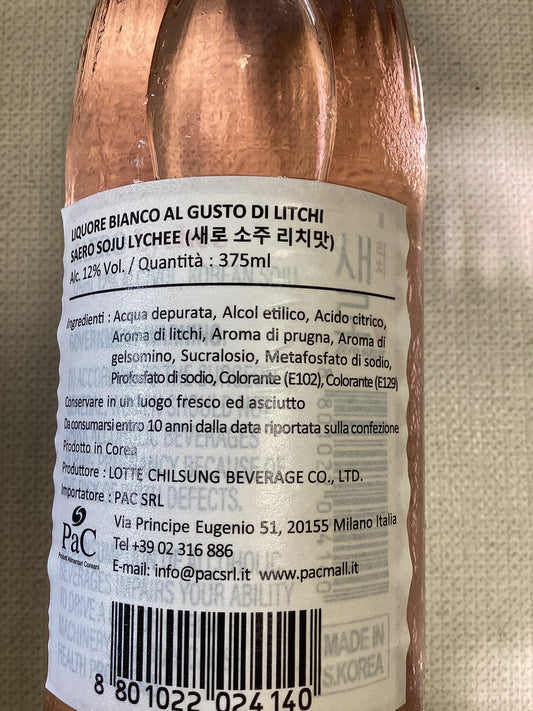 LIQUORE BIANCO AL GUSTO DI LITCHI
SAERO SOJU LYCHEE (새로 소주 리치맛)
Alc. 12% Vol. / Quantità : 375ml
Ingredienti : Acqua depurata, Alcol etilico, Acido citrico,
Aroma di litchi, Aroma di prugna, Aroma di
gelsomino, Sucralosio, Metafosfato di sodio,
Pirofosfato di sodio, Colorante (E102), Colorante (E129)
Conservare in un luogo fresco ed asciutto
Da consumarsi entro 10 anni dalla data riportata sulla confezione
Prodotto in Corea
Produttore : LOTTE CHILSUNG BEVERAGE CO., LTD.
Importatore : PAC SRL
PaC
Prodotti Alimentari Coreani
Via Principe Eugenio 51, 20155 Milano Italia
Tel +39 02 316 886
E-mail: info@pacsrl.it www.pacmall.it
8 801022 024140
MADE IN
S.KOREA